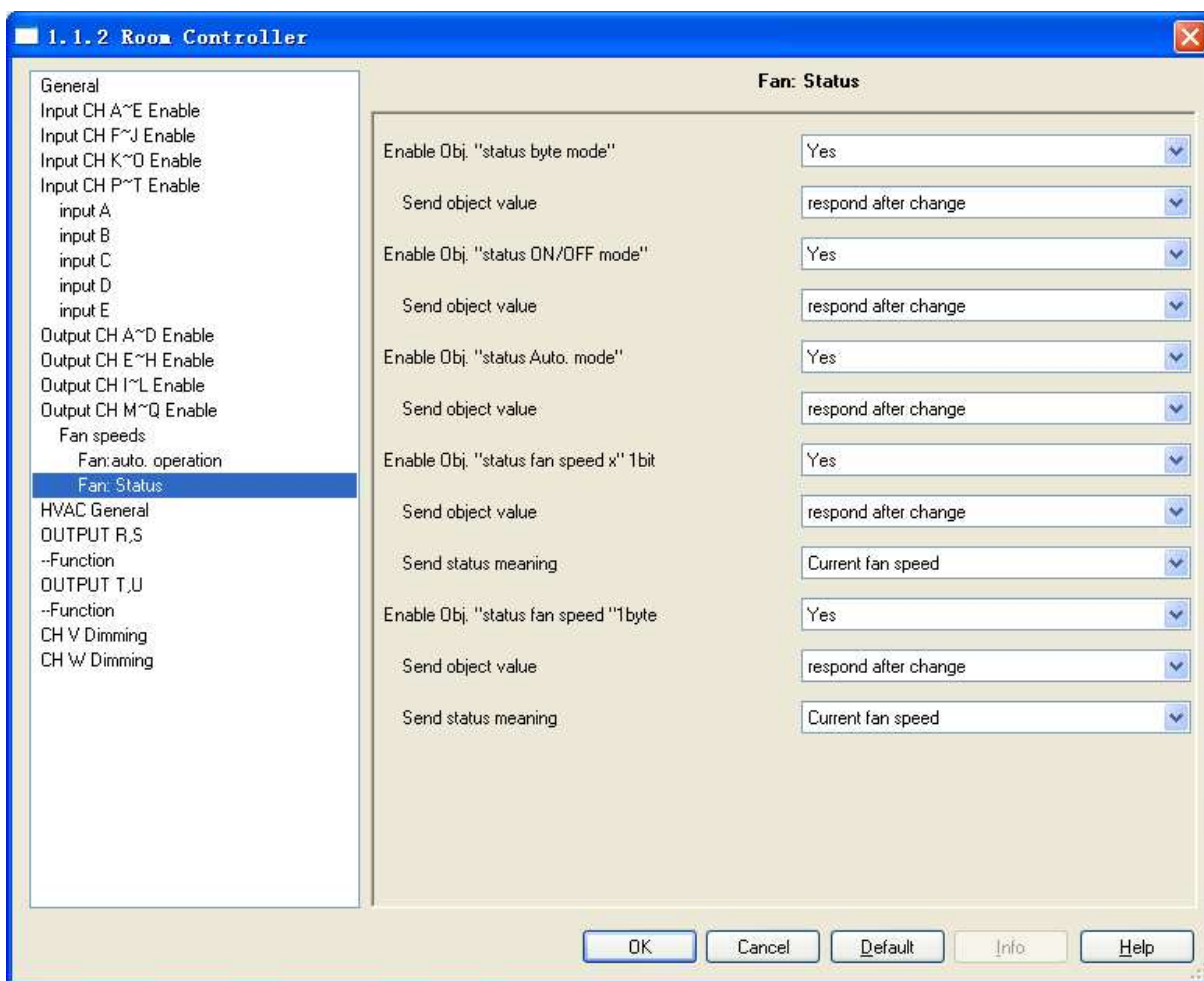 1.1.2 Room Controller
General
Input CH A~E Enable
Input CH F~J Enable
Input CH K~O Enable
Input CH P~T Enable
input A
input B
input C
input D
input E
Output CH A~D Enable
Output CH E~H Enable
Output CH I~L Enable
Output CH M~Q Enable
Fan speeds
Fan:auto. operation
Fan: Status
HVAC General
OUTPUT R,S
--Function
OUTPUT T,U
--Function
CH V Dimming
CH W Dimming
Fan: Status
Enable Obj. "status byte mode" Yes
Send object value respond after change
Enable Obj. "status ON/OFF mode" Yes
Send object value respond after change
Enable Obj. "status Auto. mode" Yes
Send object value respond after change
Enable Obj. "status fan speed x" 1bit Yes
Send object value respond after change
Send status meaning Current fan speed
Enable Obj. "status fan speed "1byte Yes
Send object value respond after change
Send status meaning Current fan speed
OK Cancel Default Info Help